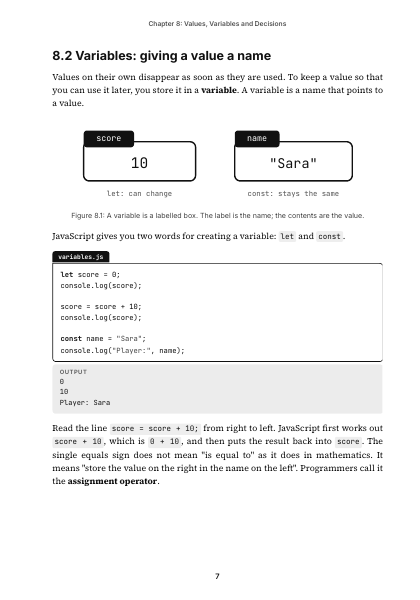 Chapter 8: Values, Variables and Decisions
8.2 Variables: giving a value a name
Values on their own disappear as soon as they are used. To keep a value so that
you can use it later, you store it in a variable. A variable is a name that points to
a value.
score
name
10
"Sara"
let: can change
const: stays the same
Figure 8.1: A variable is a labelled box. The label is the name; the contents are the value.
JavaScript gives you two words for creating a variable: let and const.
variables.js
let score = 0;
console.log(score);
score = score + 10;
console.log(score);
const name = "Sara";
console.log("Player:", name);
OUTPUT
0
10
Player: Sara
Read the line score = score + 10; from right to left. JavaScript first works out
score + 10, which is 0 + 10, and then puts the result back into score. The
single equals sign does not mean "is equal to" as it does in mathematics. It
means "store the value on the right in the name on the left". Programmers call it
the assignment operator.
7